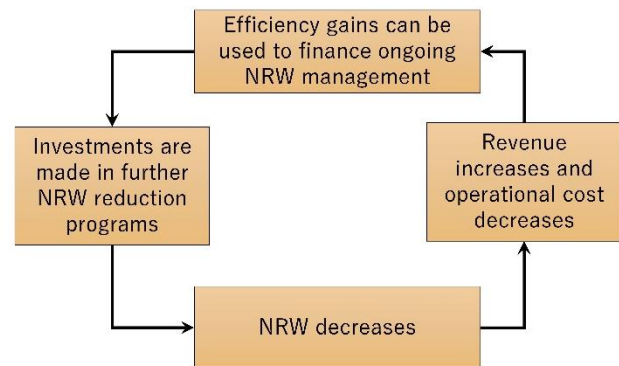 Efficiency gains can be
used to finance ongoing
NRW management
Investments are
made in further
NRW reduction
programs
Revenue
increases and
operational cost
decreases
NRW decreases